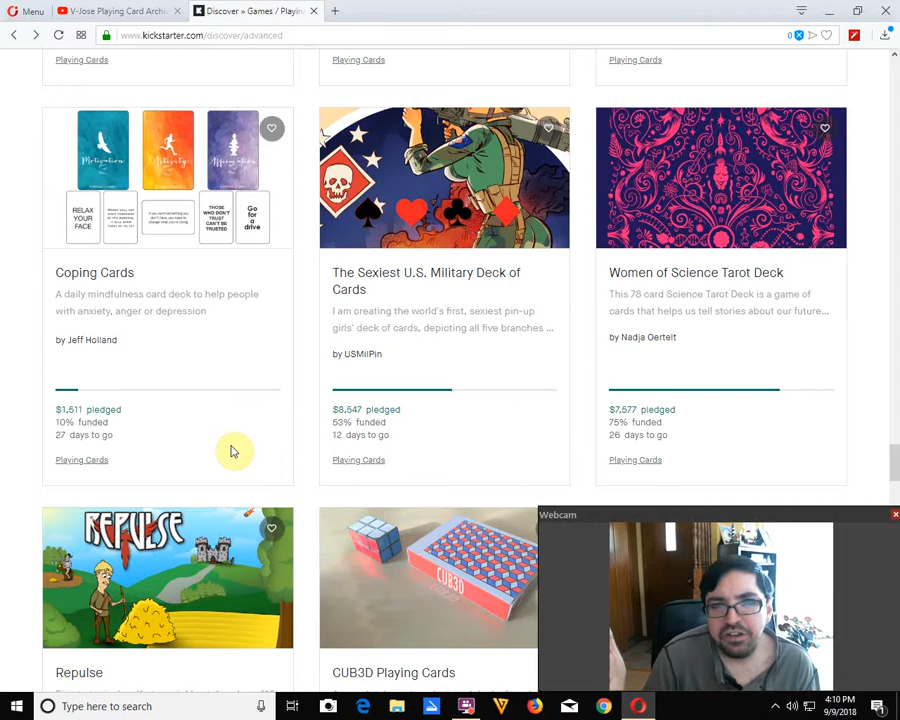 Menu
V-Jose Playing Card Archi
Discover » Games / Playin
www.kickstarter.com/discover/advanced
0
Playing Cards
Playing Cards
Playing Cards
Motivation
Activity
Affirmation
RELAX
YOUR
FACE
THOSE
WHO DON'T
TRUST
CAN'T BE
TRUSTED
Go
for a
drive
Coping Cards
A daily mindfulness card deck to help people
with anxiety, anger or depression
by Jeff Holland
$1,511 pledged
10% funded
27 days to go
Playing Cards
The Sexiest U.S. Military Deck of
Cards
I am creating the world's first, sexiest pin-up
girls' deck of cards, depicting all five branches ...
by USMilPin
$8,547 pledged
53% funded
12 days to go
Playing Cards
Women of Science Tarot Deck
This 78 card Science Tarot Deck is a game of
cards that helps us tell stories about our future...
by Nadja Oertelt
$7,577 pledged
75% funded
26 days to go
Playing Cards
REPULSE
Repulse
CUB3D
CUB3D Playing Cards
Webcam
Type here to search
4:10 PM
9/9/2018
1